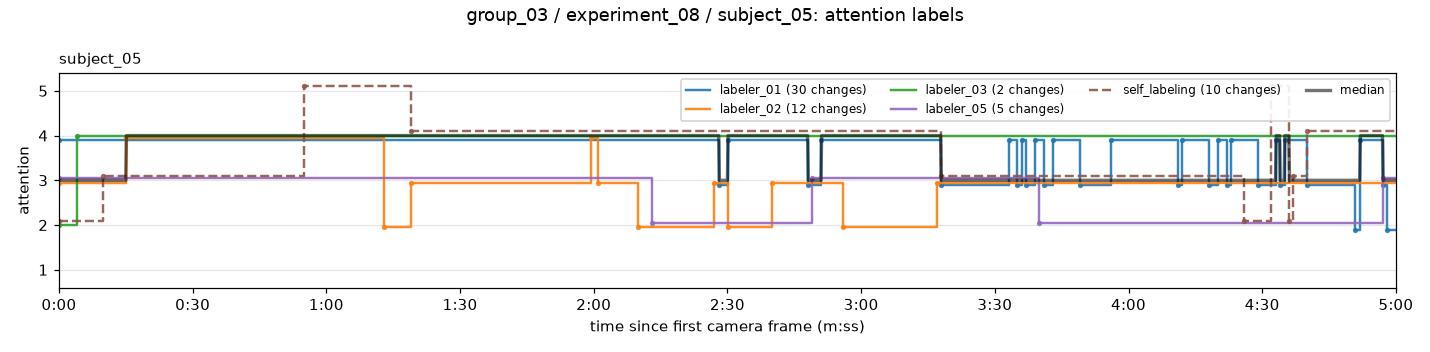 group_03 / experiment_08 / subject_05: attention labels
subject_05
labeler_01 (30 changes)
labeler_02 (12 changes)
labeler_03 (2 changes)
labeler_05 (5 changes)
self_labeling (10 changes)
median
attention
5
4
3
2
1
0:00 0:30 1:00 1:30 2:00 2:30 3:00 3:30 4:00 4:30 5:00
time since first camera frame (m:ss)